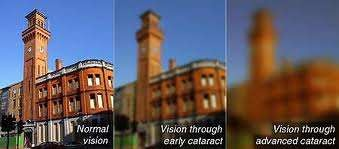 Normal
vision
Vision through
early cataract
Vision through
advanced cataract